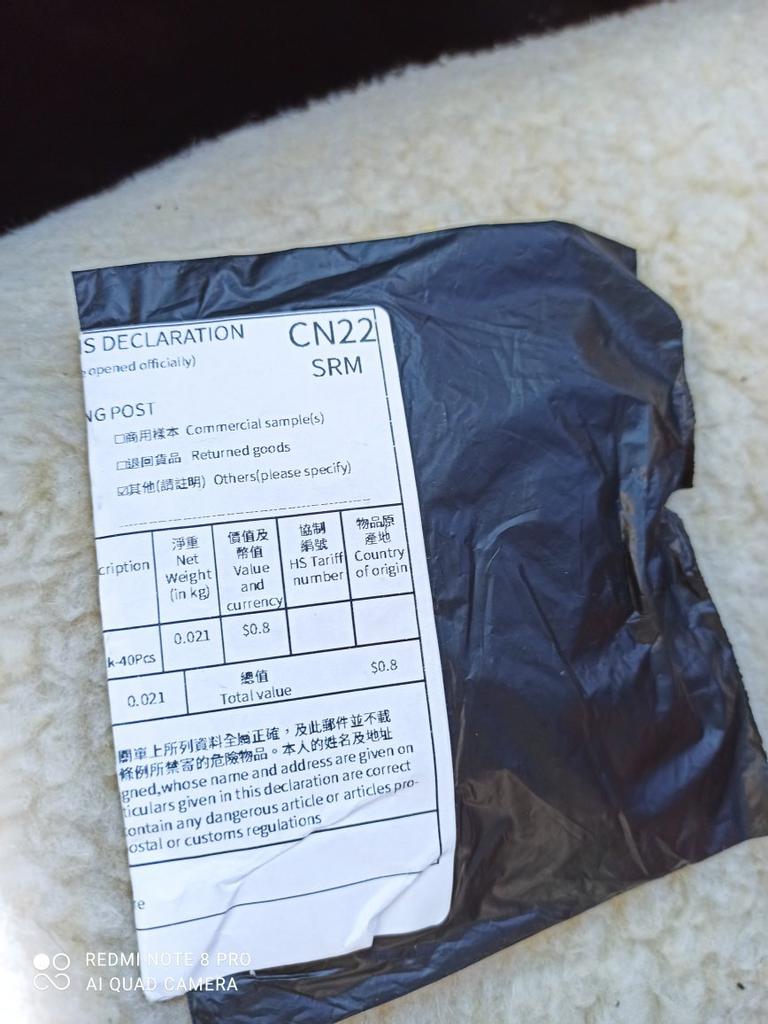 S DECLARATION
CN22
opened officially)
SRM
NG POST
□商用樣本 Commercial sample(s)
□退回貨品 Returned goods
☑其他(請註明) Others(please specify)
cription
淨重
Net
Weight
(in kg)
價值及
幣值
Value
and
currency
協制
編號
HS Tariff
number
物品原
產地
Country
of origin
k-40Pcs
0.021
$0.8
0.021
總值
Total value
$0.8
關單上所列資料全屬正確，及此郵件並不載
條例所禁寄的危險物品。本人的姓名及地址
gned,whose name and address are given on
iculars given in this declaration are correct
ontain any dangerous article or articles pro-
ostal or customs regulations
re
REDMI NOTE 8 PRO
AI QUAD CAMERA